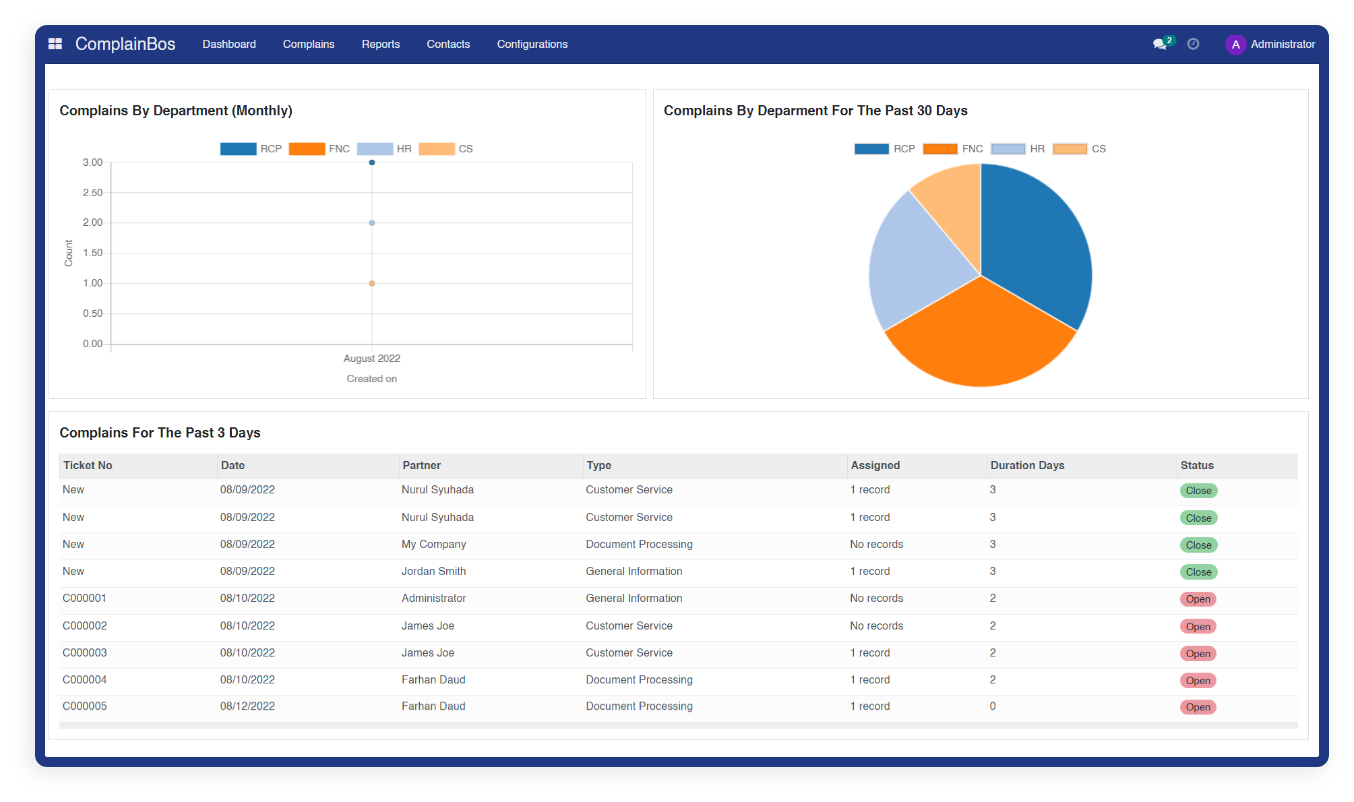 ComplainBos Dashboard Complains Reports Contacts Configurations 2 A Administrator
Complains By Department (Monthly)
RCP FNC HR CS
3.00
2.50
2.00
1.50
1.00
0.50
0.00
Count
August 2022
Created on
Complains By Deparment For The Past 30 Days
RCP FNC HR CS
Complains For The Past 3 Days
Ticket No Date Partner Type Assigned Duration Days Status
New 08/09/2022 Nurul Syuhada Customer Service 1 record 3 Close
New 08/09/2022 Nurul Syuhada Customer Service 1 record 3 Close
New 08/09/2022 My Company Document Processing No records 3 Close
New 08/09/2022 Jordan Smith General Information 1 record 3 Close
C000001 08/10/2022 Administrator General Information No records 2 Open
C000002 08/10/2022 James Joe Customer Service No records 2 Open
C000003 08/10/2022 James Joe Customer Service 1 record 2 Open
C000004 08/10/2022 Farhan Daud Document Processing 1 record 2 Open
C000005 08/12/2022 Farhan Daud Document Processing 1 record 0 Open